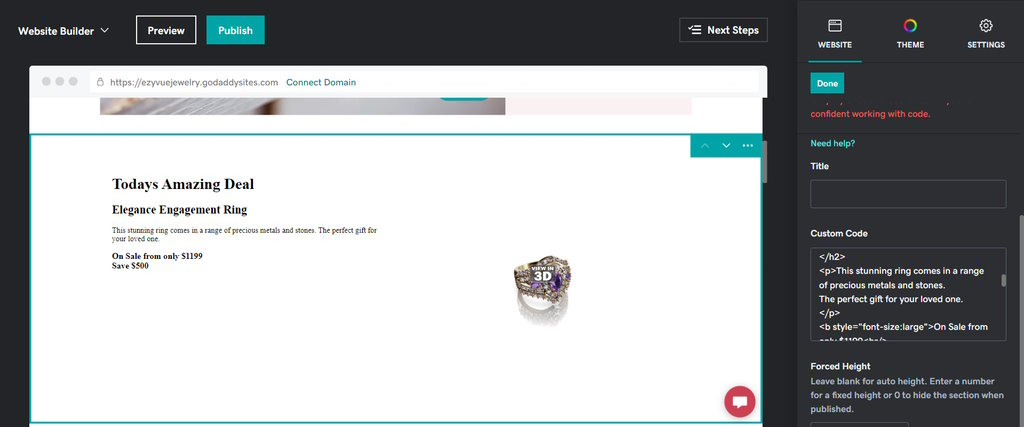 Website Builder
Preview
Publish
Next Steps
WEBSITE
THEME
SETTINGS
https://ezyvuejewelry.godaddysites.com
Connect Domain
Done
confident working with code.
Need help?
Title
Custom Code
</h2>
<p>This stunning ring comes in a range
of precious metals and stones.
The perfect gift for your loved one.
</p>
<b style="font-size:large">On Sale from
only $1199<br/>
Forced Height
Leave blank for auto height. Enter a number
for a fixed height or 0 to hide the section when
published.
Todays Amazing Deal
Elegance Engagement Ring
This stunning ring comes in a range of precious metals and stones. The perfect gift for
your loved one.
On Sale from only $1199
Save $500
VIEW IN
3D